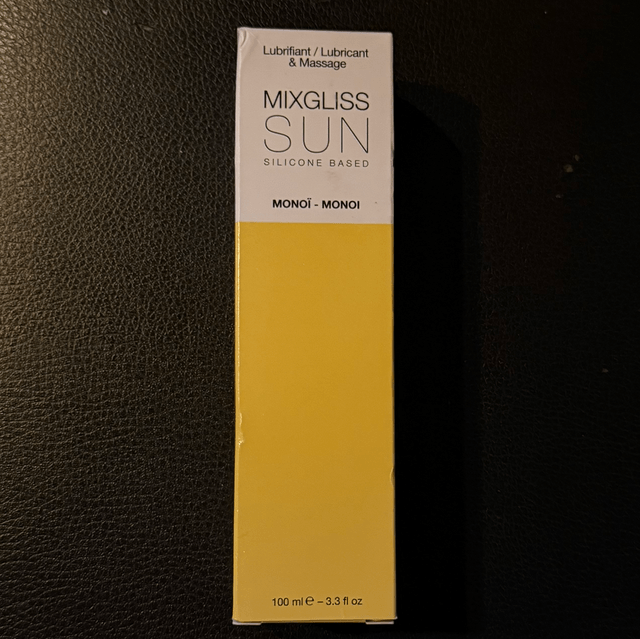 Lubrifiant / Lubricant
& Massage
MIXGLISS
SUN
SILICONE BASED
MONOÏ - MONOI
100 ml ℮ – 3.3 fl oz